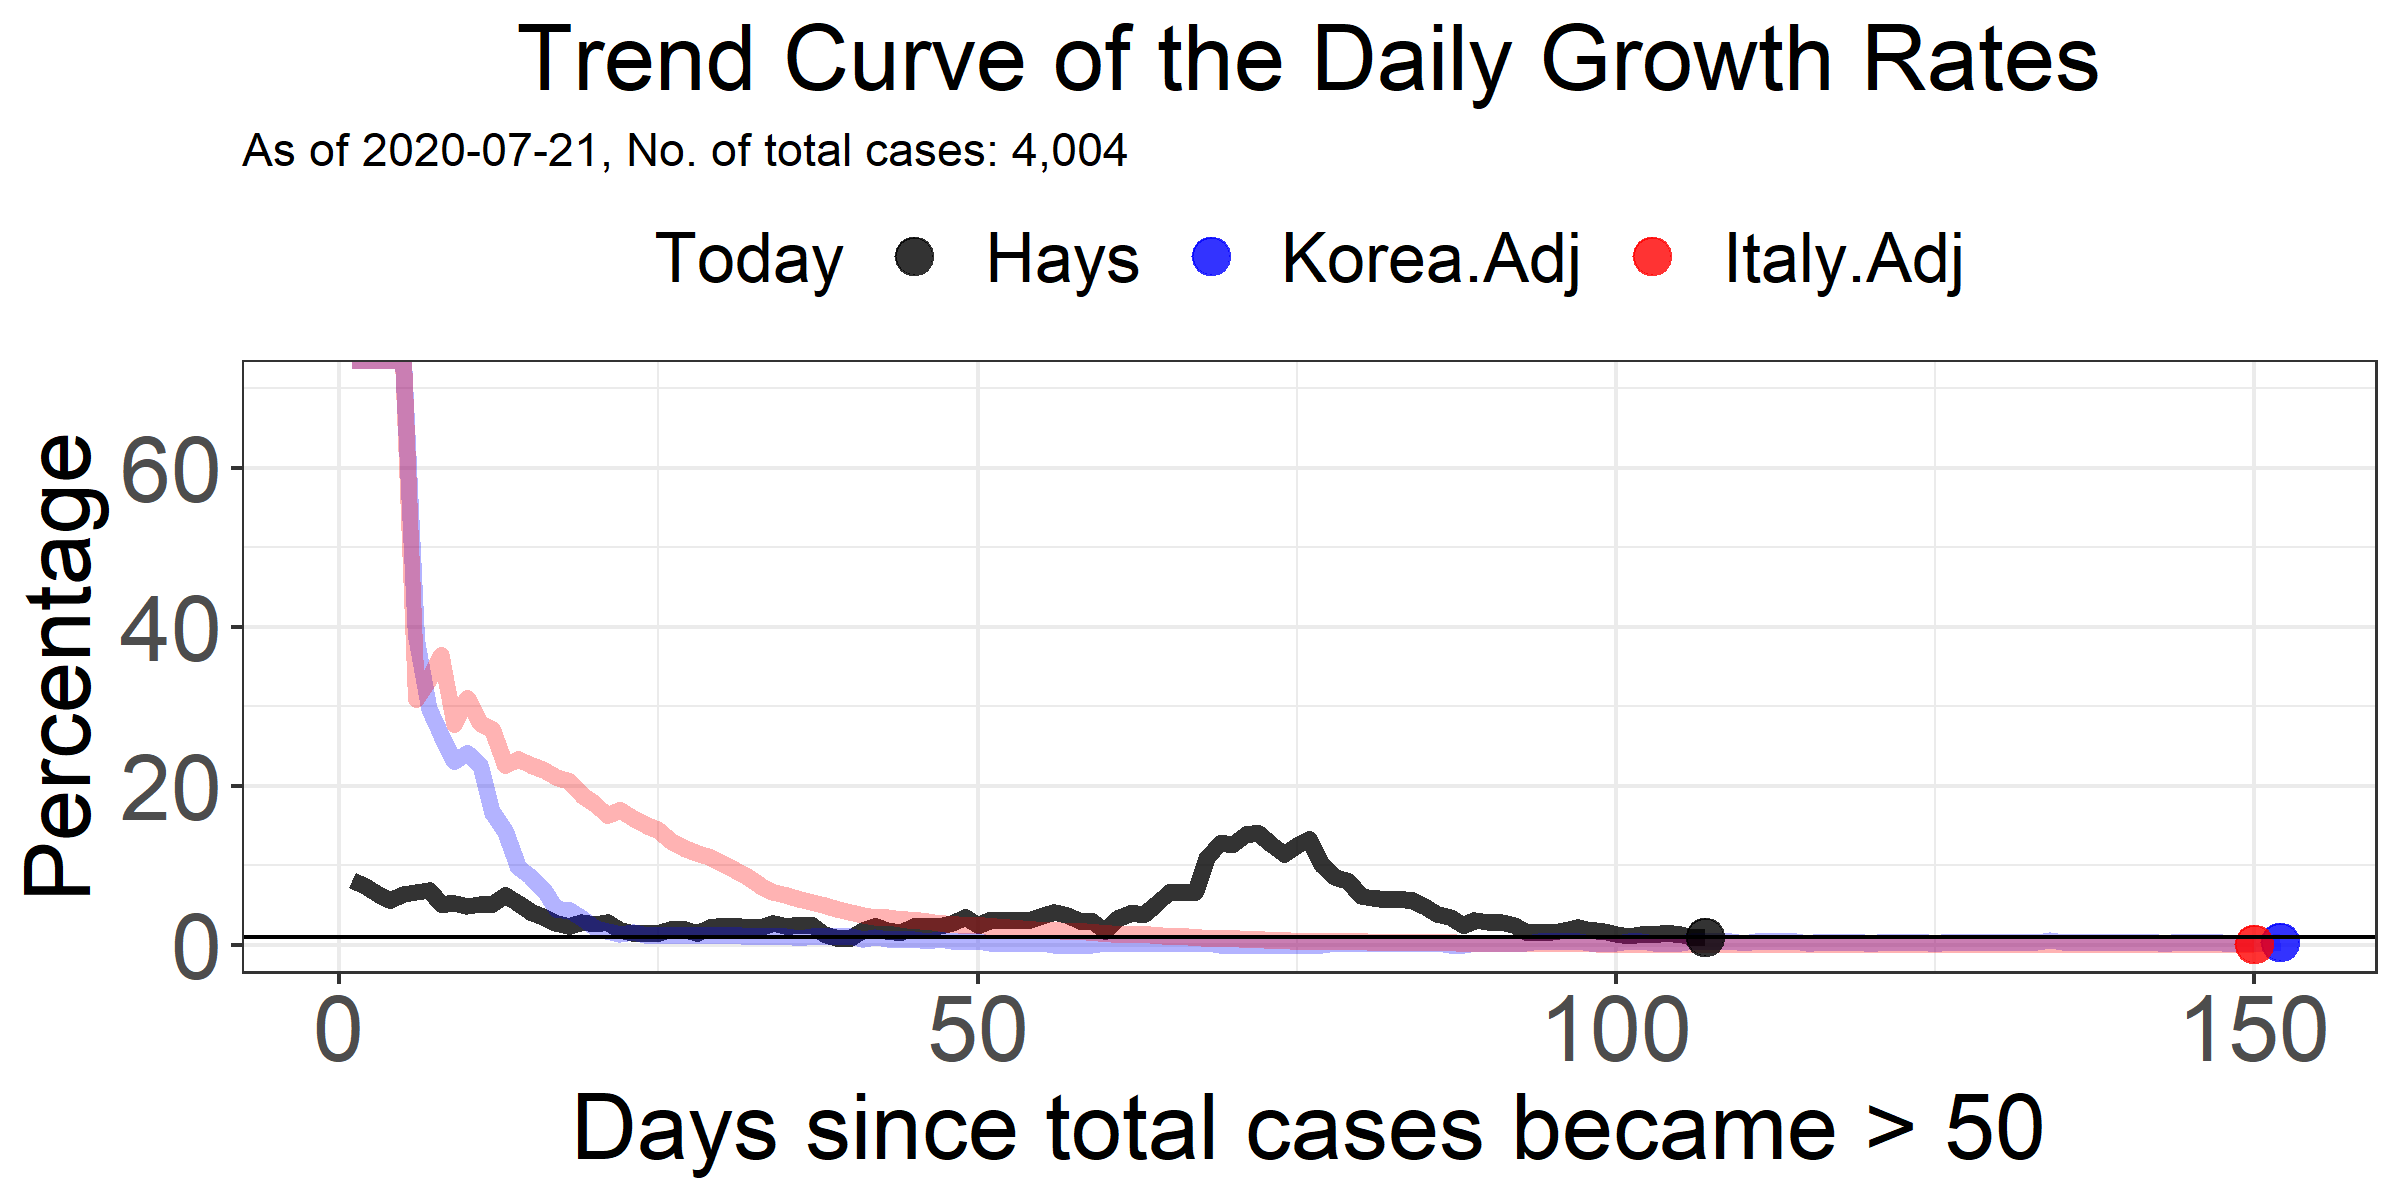 Trend Curve of the Daily Growth Rates
As of 2020-07-21, No. of total cases: 4,004
Today Hays Korea.Adj Italy.Adj
Percentage
60
40
20
0
0 50 100 150
Days since total cases became > 50